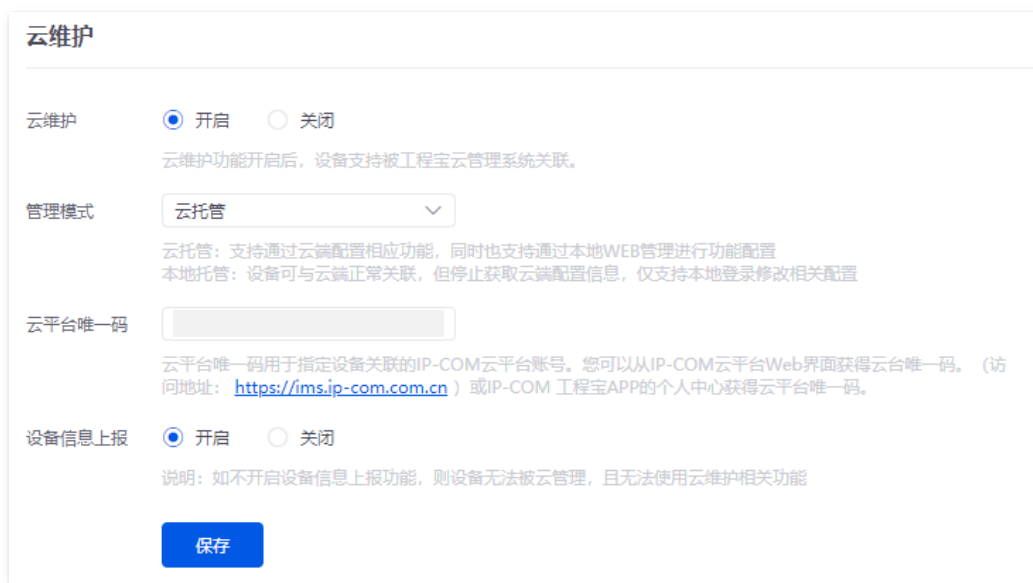 云维护
云维护 开启 关闭
云维护功能开启后，设备支持被工程宝云管理系统关联。
管理模式 云托管
云托管：支持通过云端配置相应功能，同时也支持通过本地WEB管理进行功能配置
本地托管：设备可与云端正常关联，但停止获取云端配置信息，仅支持本地登录修改相关配置
云平台唯一码
云平台唯一码用于指定设备关联的IP-COM云平台账号。您可以从IP-COM云平台Web界面获得云台唯一码。（访
问地址： https://ims.ip-com.com.cn ）或IP-COM 工程宝APP的个人中心获得云平台唯一码。
设备信息上报 开启 关闭
说明：如不开启设备信息上报功能，则设备无法被云管理，且无法使用云维护相关功能
保存